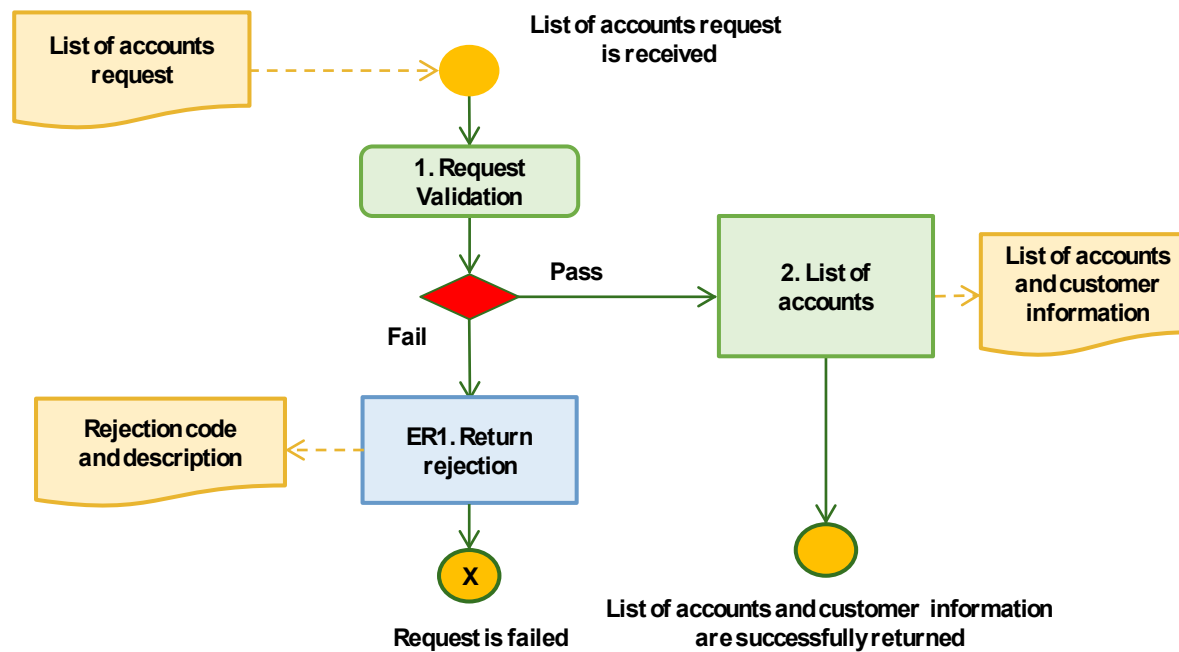 List of accounts
request
List of accounts request
is received
1. Request
Validation
Pass
2. List of
accounts
List of accounts
and customer
information
Fail
Rejection code
and description
ER1. Return
rejection
X
Request is failed
List of accounts and customer information
are successfully returned